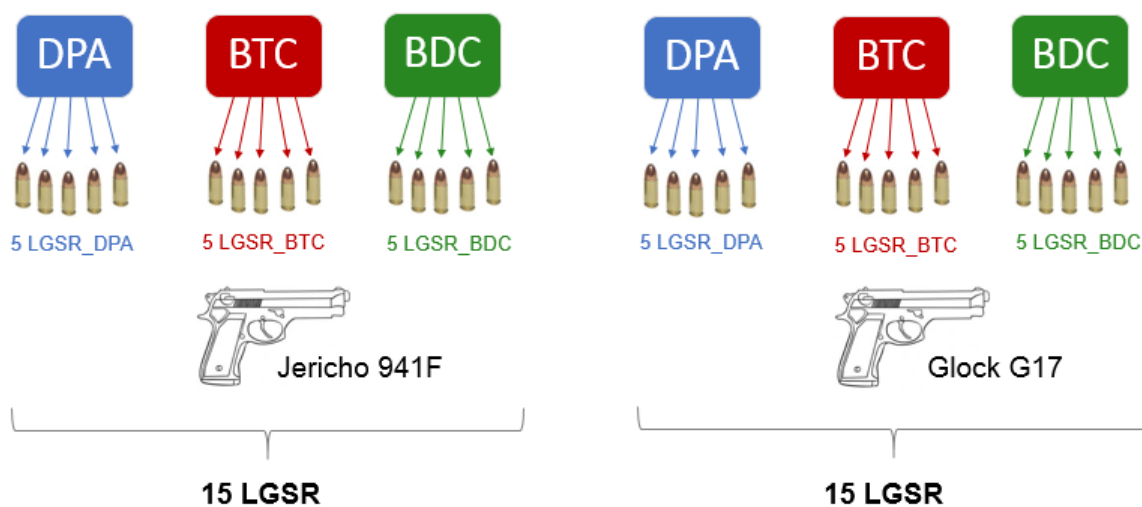 DPA
BTC
BDC
5 LGSR_DPA
5 LGSR_BTC
5 LGSR_BDC
Jericho 941F
15 LGSR
DPA
BTC
BDC
5 LGSR_DPA
5 LGSR_BTC
5 LGSR_BDC
Glock G17
15 LGSR